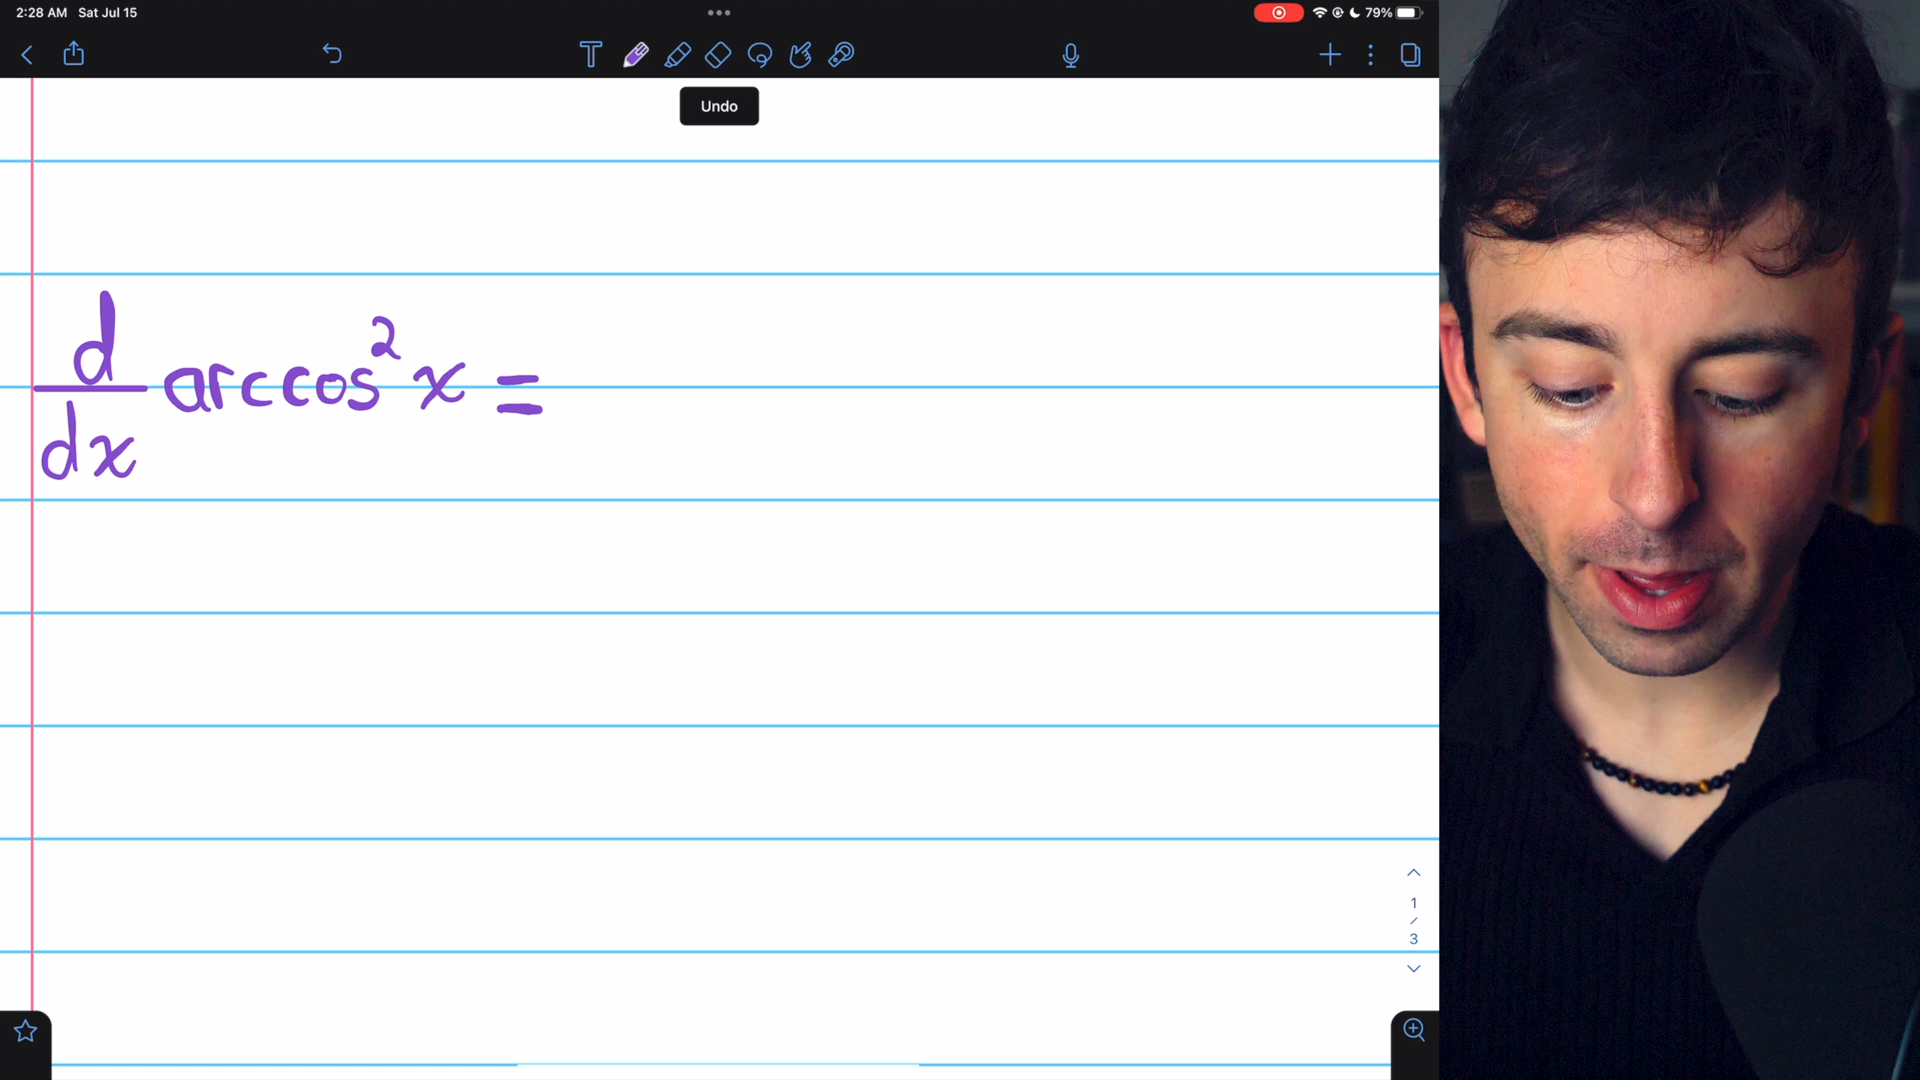 2:28 AM Sat Jul 15
79%
Undo
d/dx arccos² x =
1
/
3